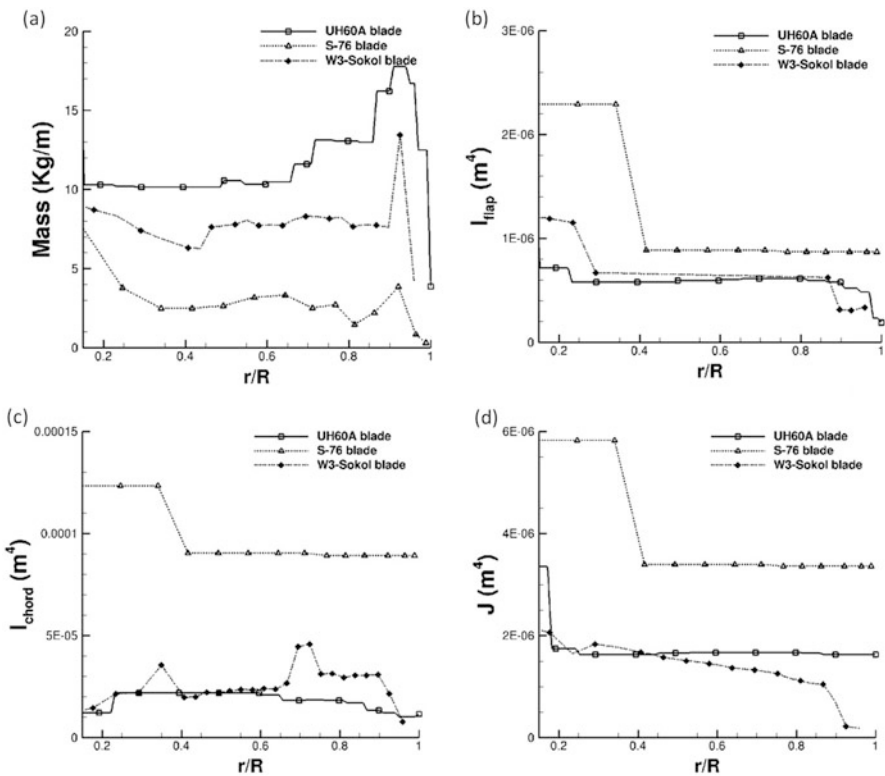 (a)
UH60A blade
S-76 blade
W3-Sokol blade
20
18
15
13
10
8
5
3
0
Mass (Kg/m)
0.2
0.4
0.6
0.8
1
r/R
(b)
UH60A blade
S-76 blade
W3-Sokol blade
3E-06
2E-06
1E-06
0
Iflap (m4)
0.2
0.4
0.6
0.8
1
r/R
(c)
UH60A blade
S-76 blade
W3-Sokol blade
0.00015
0.0001
5E-05
0
Ichord (m4)
0.2
0.4
0.6
0.8
1
r/R
(d)
UH60A blade
S-76 blade
W3-Sokol blade
6E-06
4E-06
2E-06
0
J (m4)
0.2
0.4
0.6
0.8
1
r/R